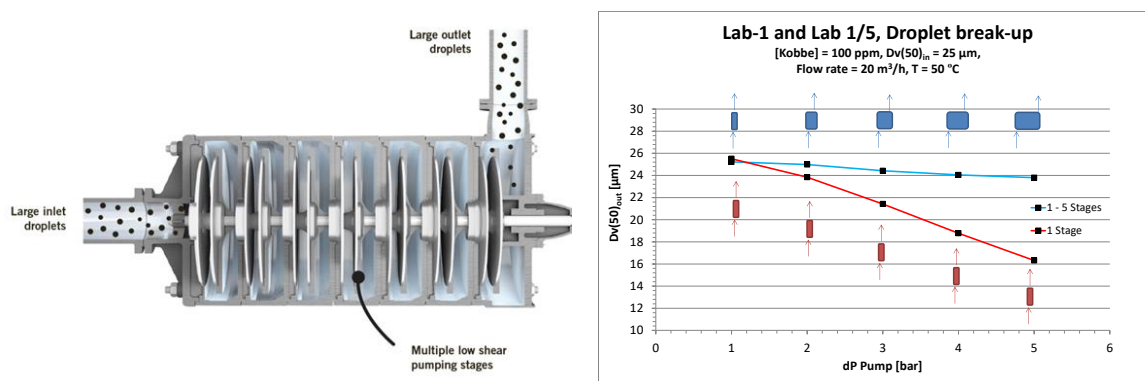 Large outlet
droplets
Large inlet
droplets
Multiple low shear
pumping stages
Lab-1 and Lab 1/5, Droplet break-up
[Kobbe] = 100 ppm, Dv(50)in = 25 µm,
Flow rate = 20 m³/h, T = 50 °C
Dv(50)out [µm]
30
28
26
24
22
20
18
16
14
12
10
0
1
2
3
4
5
6
dP Pump [bar]
1 - 5 Stages
1 Stage